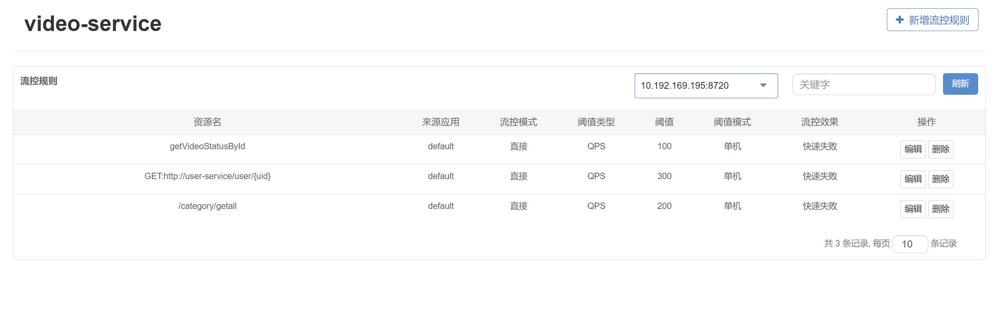 video-service
新增流控规则
流控规则
10.192.169.195:8720
关键字
刷新
资源名 来源应用 流控模式 阈值类型 阈值 阈值模式 流控效果 操作
getVideoStatusById default 直接 QPS 100 单机 快速失败 编辑 删除
GET:http://user-service/user/{uid} default 直接 QPS 300 单机 快速失败 编辑 删除
/category/getall default 直接 QPS 200 单机 快速失败 编辑 删除
共 3 条记录, 每页 10 条记录